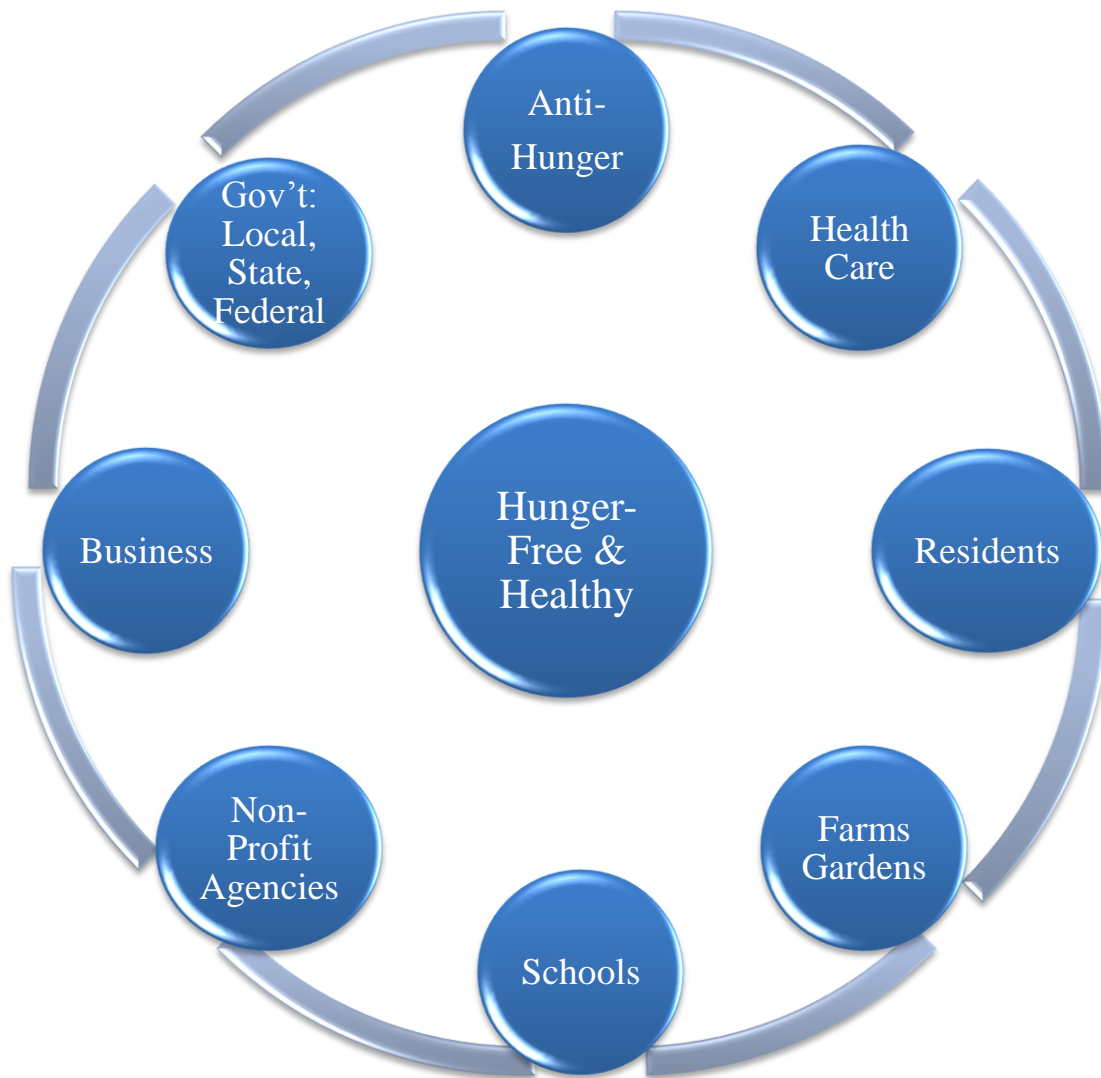 Anti-
Hunger
Health
Care
Residents
Farms
Gardens
Schools
Non-
Profit
Agencies
Business
Gov’t:
Local,
State,
Federal
Hunger-
Free &
Healthy